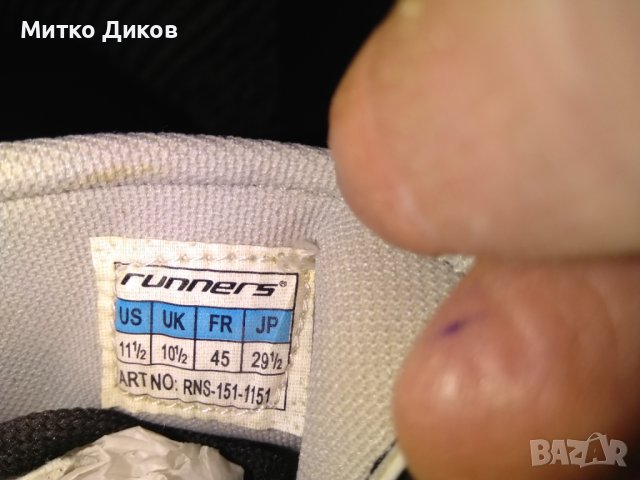 Митко Диков
runners®
US UK FR JP
11½ 10½ 45 29½
ART NO: RNS-151-1151
BAZAR